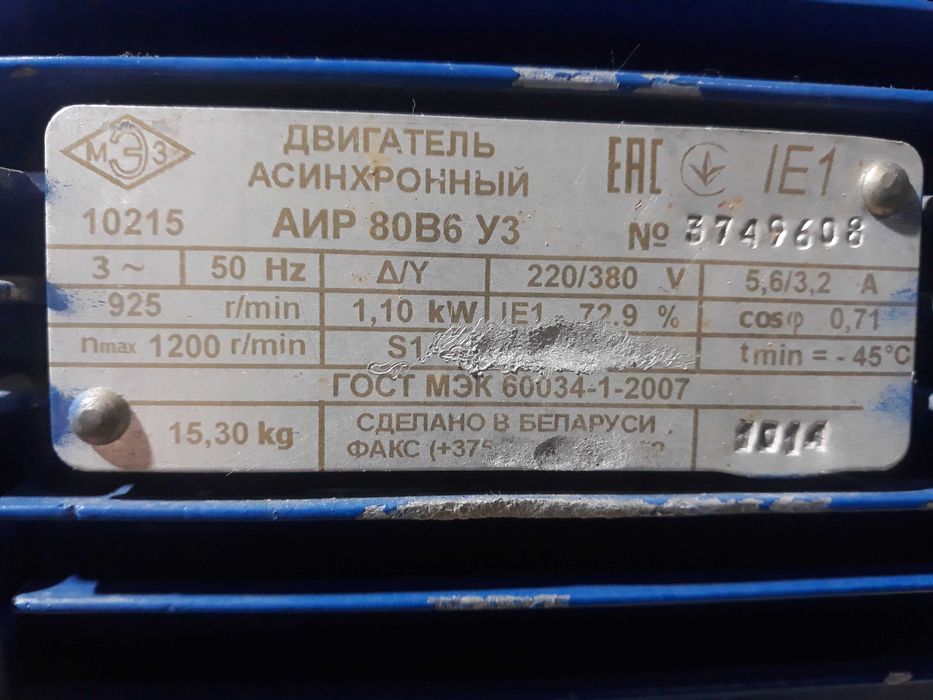 МЭЗ
ДВИГАТЕЛЬ
АСИНХРОННЫЙ
EAC IE1
10215 АИР 80В6 У3 № 3749608
3 ~ 50 Hz Δ/Y 220/380 V 5,6/3,2 A
925 r/min 1,10 kW IE1 - 72,9 % cosφ 0,71
nmax 1200 r/min S1 tmin = - 45°C
ГОСТ МЭК 60034-1-2007
15,30 kg СДЕЛАНО В БЕЛАРУСИ
ФАКС (+375